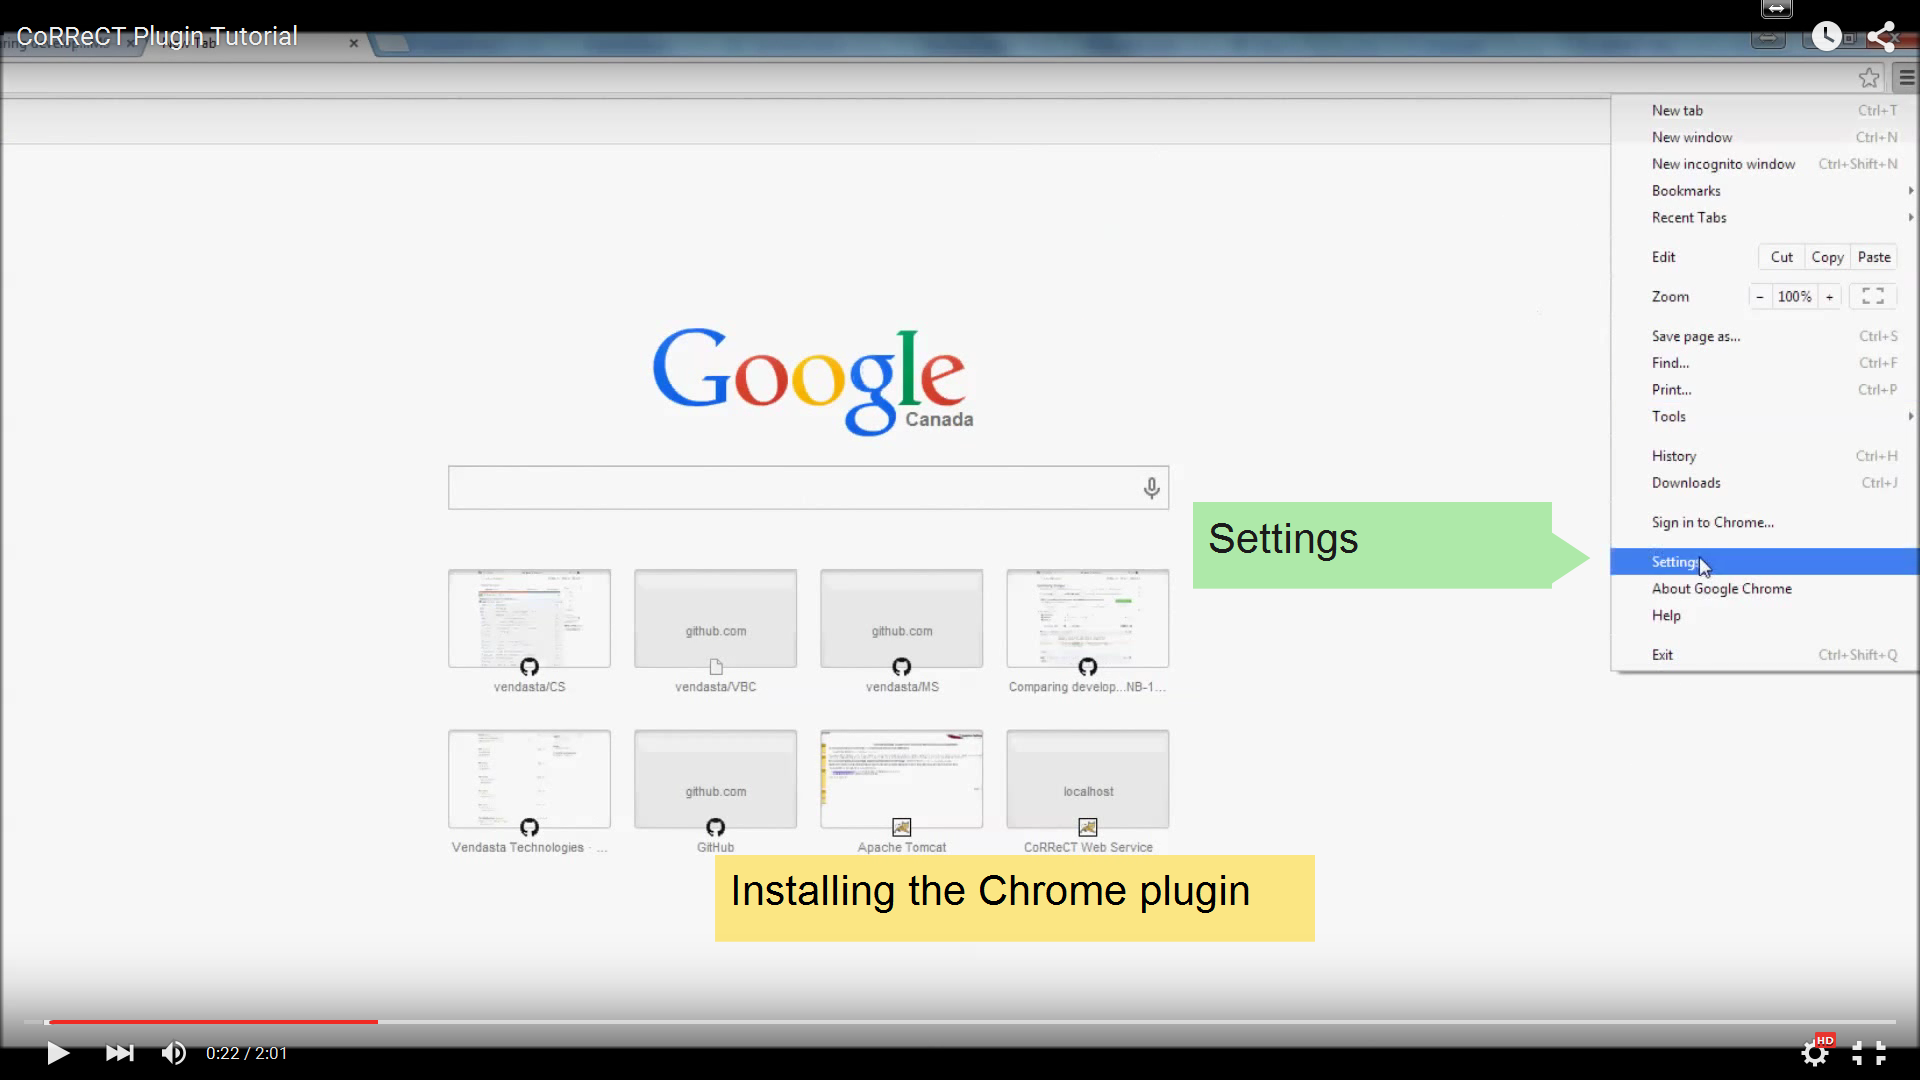 CoRReCT Plugin Tutorial
New tab Ctrl+T
New window Ctrl+N
New incognito window Ctrl+Shift+N
Bookmarks
Recent Tabs
Edit Cut Copy Paste
Zoom − 100% +
Save page as... Ctrl+S
Find... Ctrl+F
Print... Ctrl+P
Tools
History Ctrl+H
Downloads Ctrl+J
Sign in to Chrome...
Settings
About Google Chrome
Help
Exit Ctrl+Shift+Q
Google
Canada
Settings
github.com
github.com
vendasta/CS
vendasta/VBC
vendasta/MS
Comparing develop...NB-1...
github.com
localhost
Vendasta Technologies · ...
GitHub
Apache Tomcat
CoRReCT Web Service
Installing the Chrome plugin
0:22 / 2:01
HD